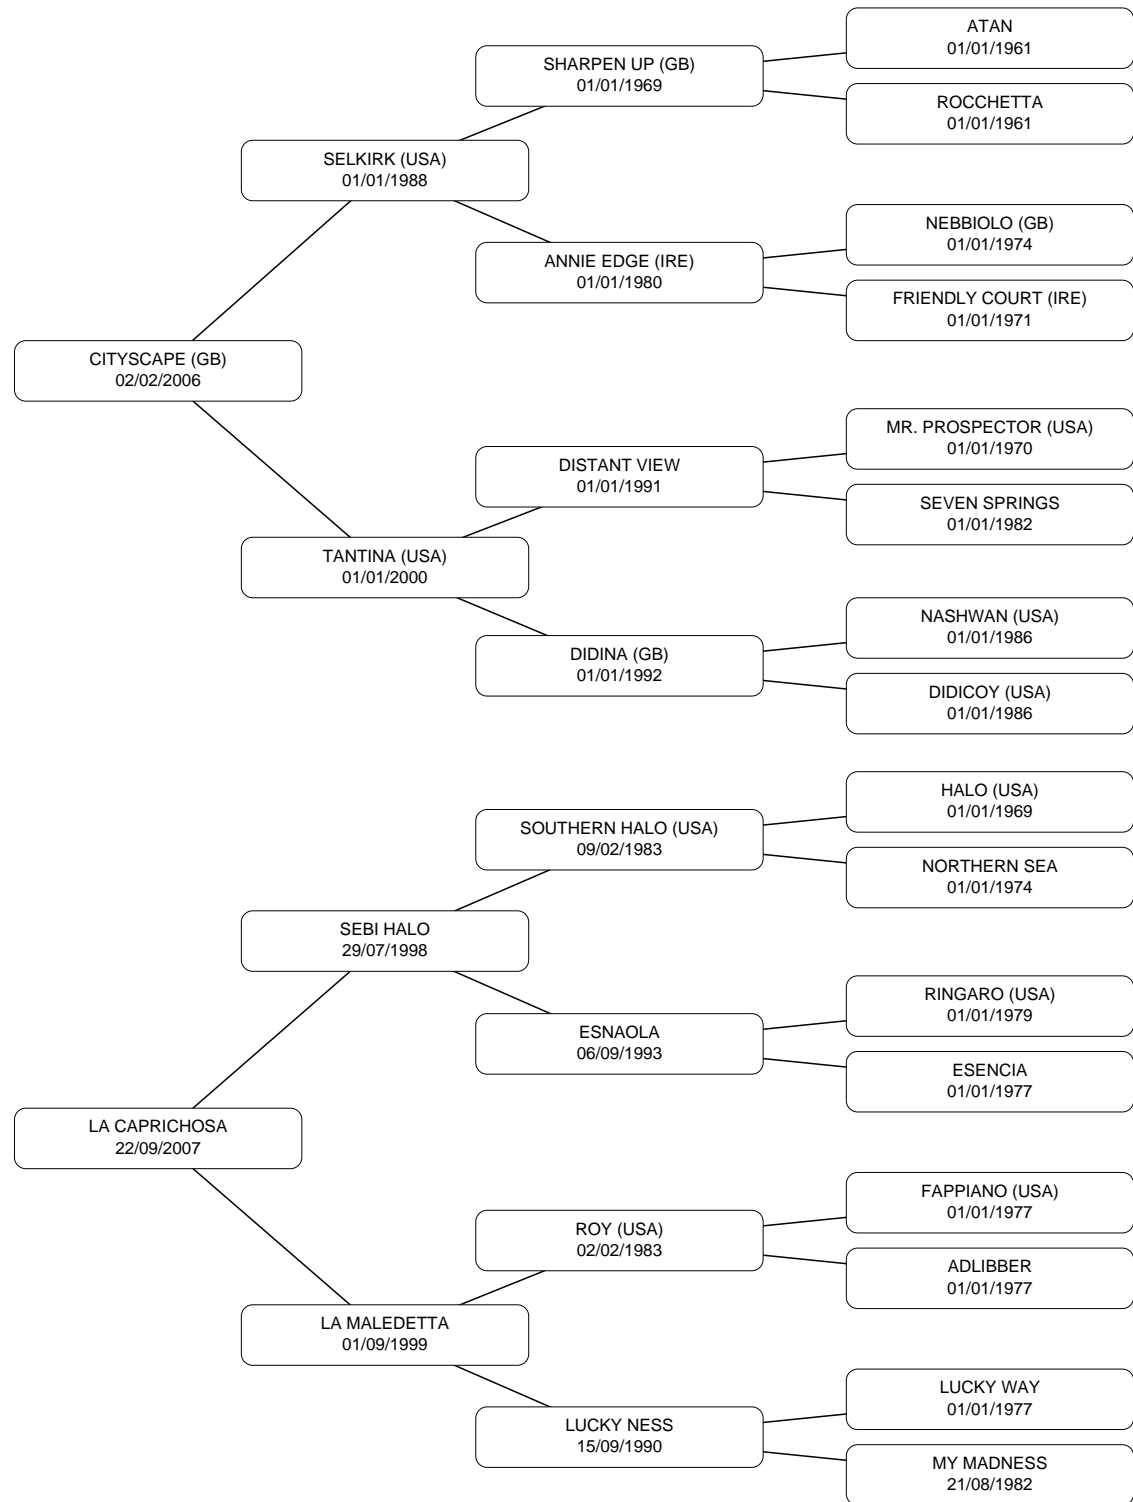 ATAN
01/01/1961
SHARPEN UP (GB)
01/01/1969
ROCCHETTA
01/01/1961
SELKIRK (USA)
01/01/1988
NEBBIOLO (GB)
01/01/1974
ANNIE EDGE (IRE)
01/01/1980
FRIENDLY COURT (IRE)
01/01/1971
CITYSCAPE (GB)
02/02/2006
MR. PROSPECTOR (USA)
01/01/1970
DISTANT VIEW
01/01/1991
SEVEN SPRINGS
01/01/1982
TANTINA (USA)
01/01/2000
NASHWAN (USA)
01/01/1986
DIDINA (GB)
01/01/1992
DIDICOY (USA)
01/01/1986
HALO (USA)
01/01/1969
SOUTHERN HALO (USA)
09/02/1983
NORTHERN SEA
01/01/1974
SEBI HALO
29/07/1998
RINGARO (USA)
01/01/1979
ESNAOLA
06/09/1993
ESENCIA
01/01/1977
LA CAPRICHOSA
22/09/2007
FAPPIANO (USA)
01/01/1977
ROY (USA)
02/02/1983
ADLIBBER
01/01/1977
LA MALEDETTA
01/09/1999
LUCKY WAY
01/01/1977
LUCKY NESS
15/09/1990
MY MADNESS
21/08/1982